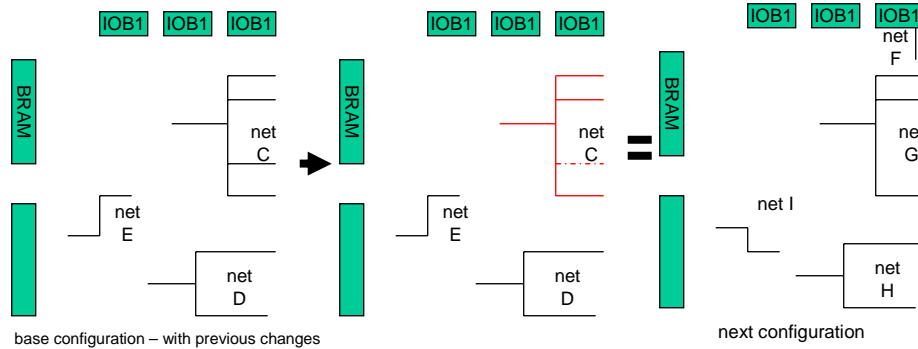 IOB1 IOB1 IOB1
BRAM
net
C
net
E
net
D
base configuration – with previous changes
IOB1 IOB1 IOB1
BRAM
net
C
net
E
net
D
IOB1 IOB1 IOB1
net
F
BRAM
ne
G
net I
net
H
next configuration